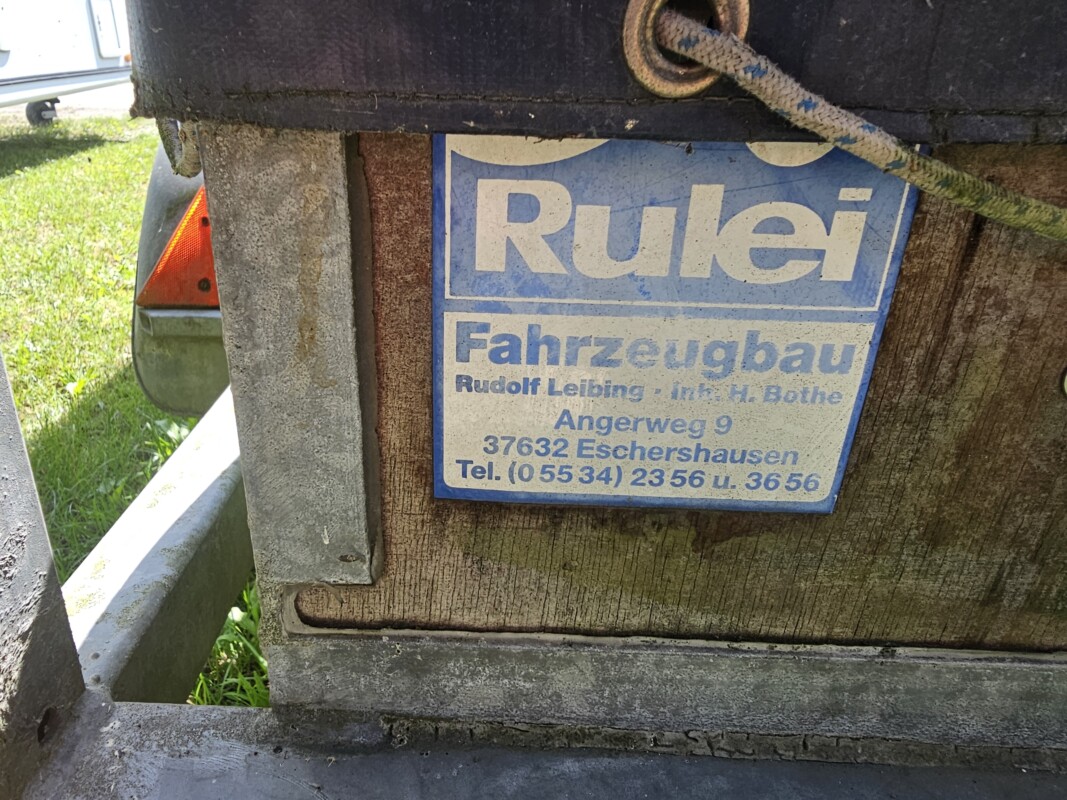 Rulei
Fahrzeugbau
Rudolf Leibing · Inh. H. Bothe
Angerweg 9
37632 Eschershausen
Tel. (0 55 34) 23 56 u. 36 56